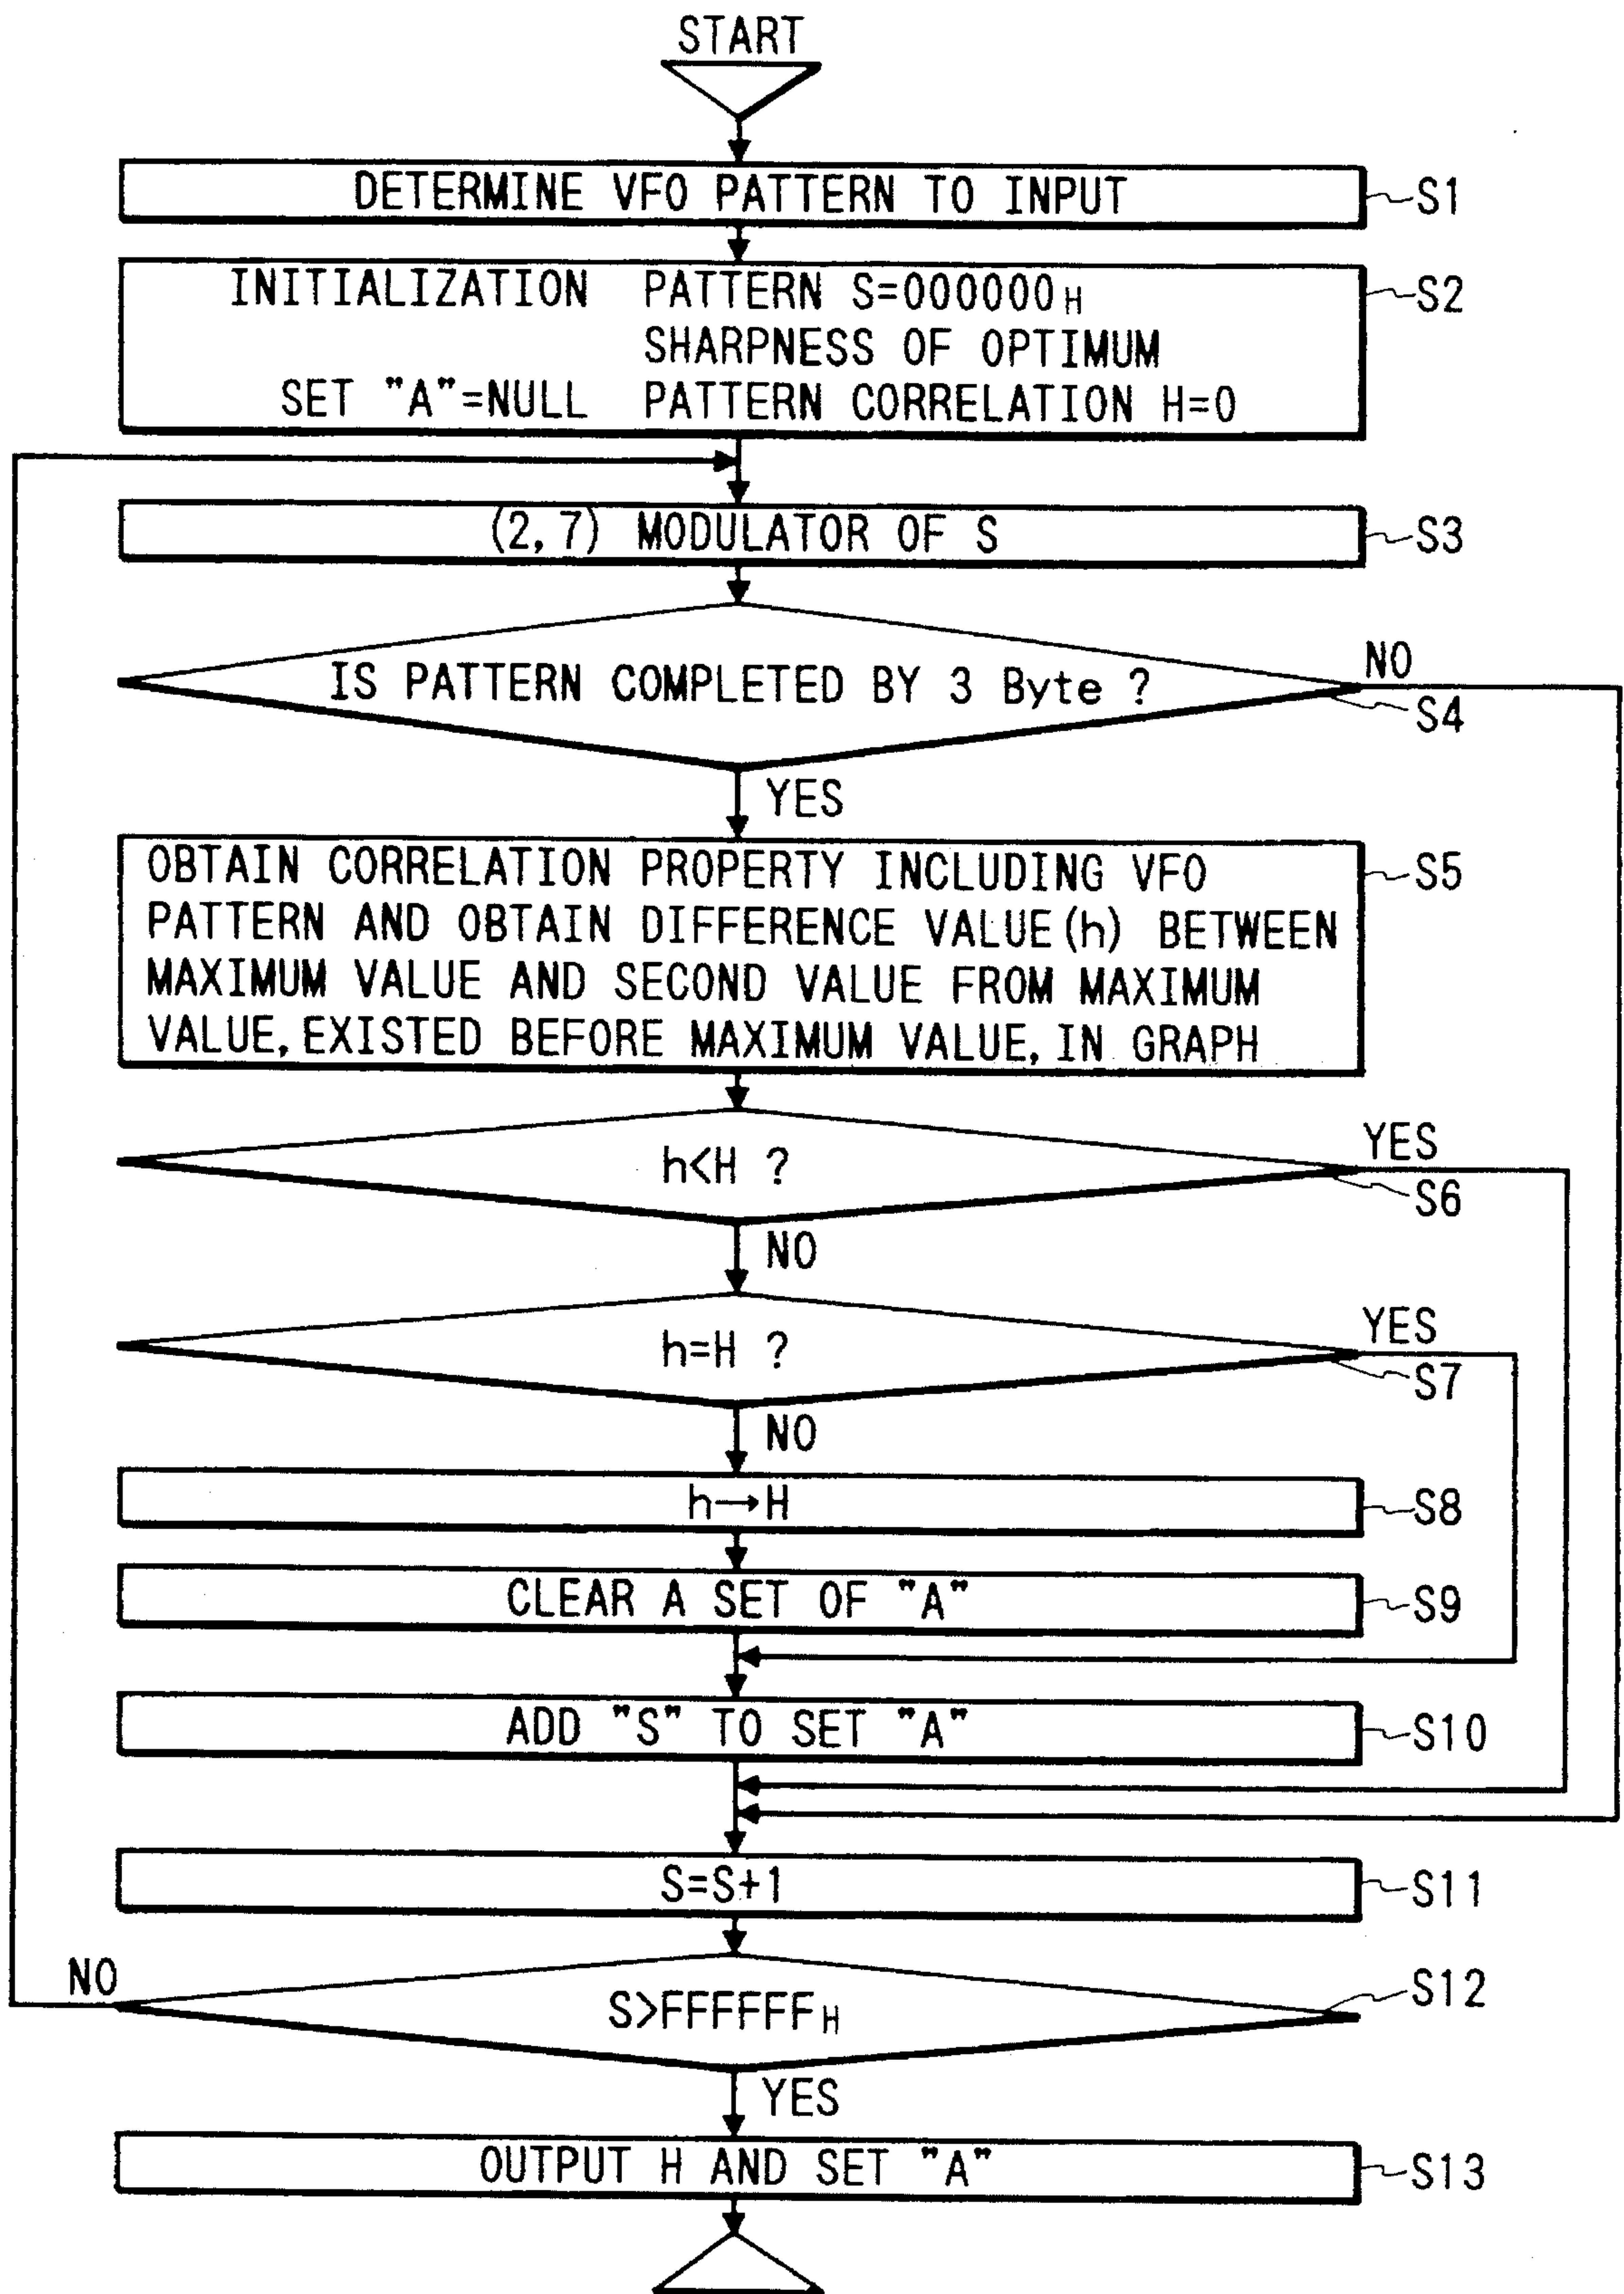 START
DETERMINE VFO PATTERN TO INPUT
S1
INITIALIZATION PATTERN S=000000H
SHARPNESS OF OPTIMUM
SET "A"=NULL PATTERN CORRELATION H=0
S2
(2,7) MODULATOR OF S
S3
IS PATTERN COMPLETED BY 3 Byte ?
NO
S4
YES
OBTAIN CORRELATION PROPERTY INCLUDING VFO
PATTERN AND OBTAIN DIFFERENCE VALUE(h) BETWEEN
MAXIMUM VALUE AND SECOND VALUE FROM MAXIMUM
VALUE, EXISTED BEFORE MAXIMUM VALUE, IN GRAPH
S5
h<H ?
YES
S6
NO
h=H ?
YES
S7
NO
h→H
S8
CLEAR A SET OF "A"
S9
ADD "S" TO SET "A"
S10
S=S+1
S11
NO
S>FFFFFFH
S12
YES
OUTPUT H AND SET "A"
S13